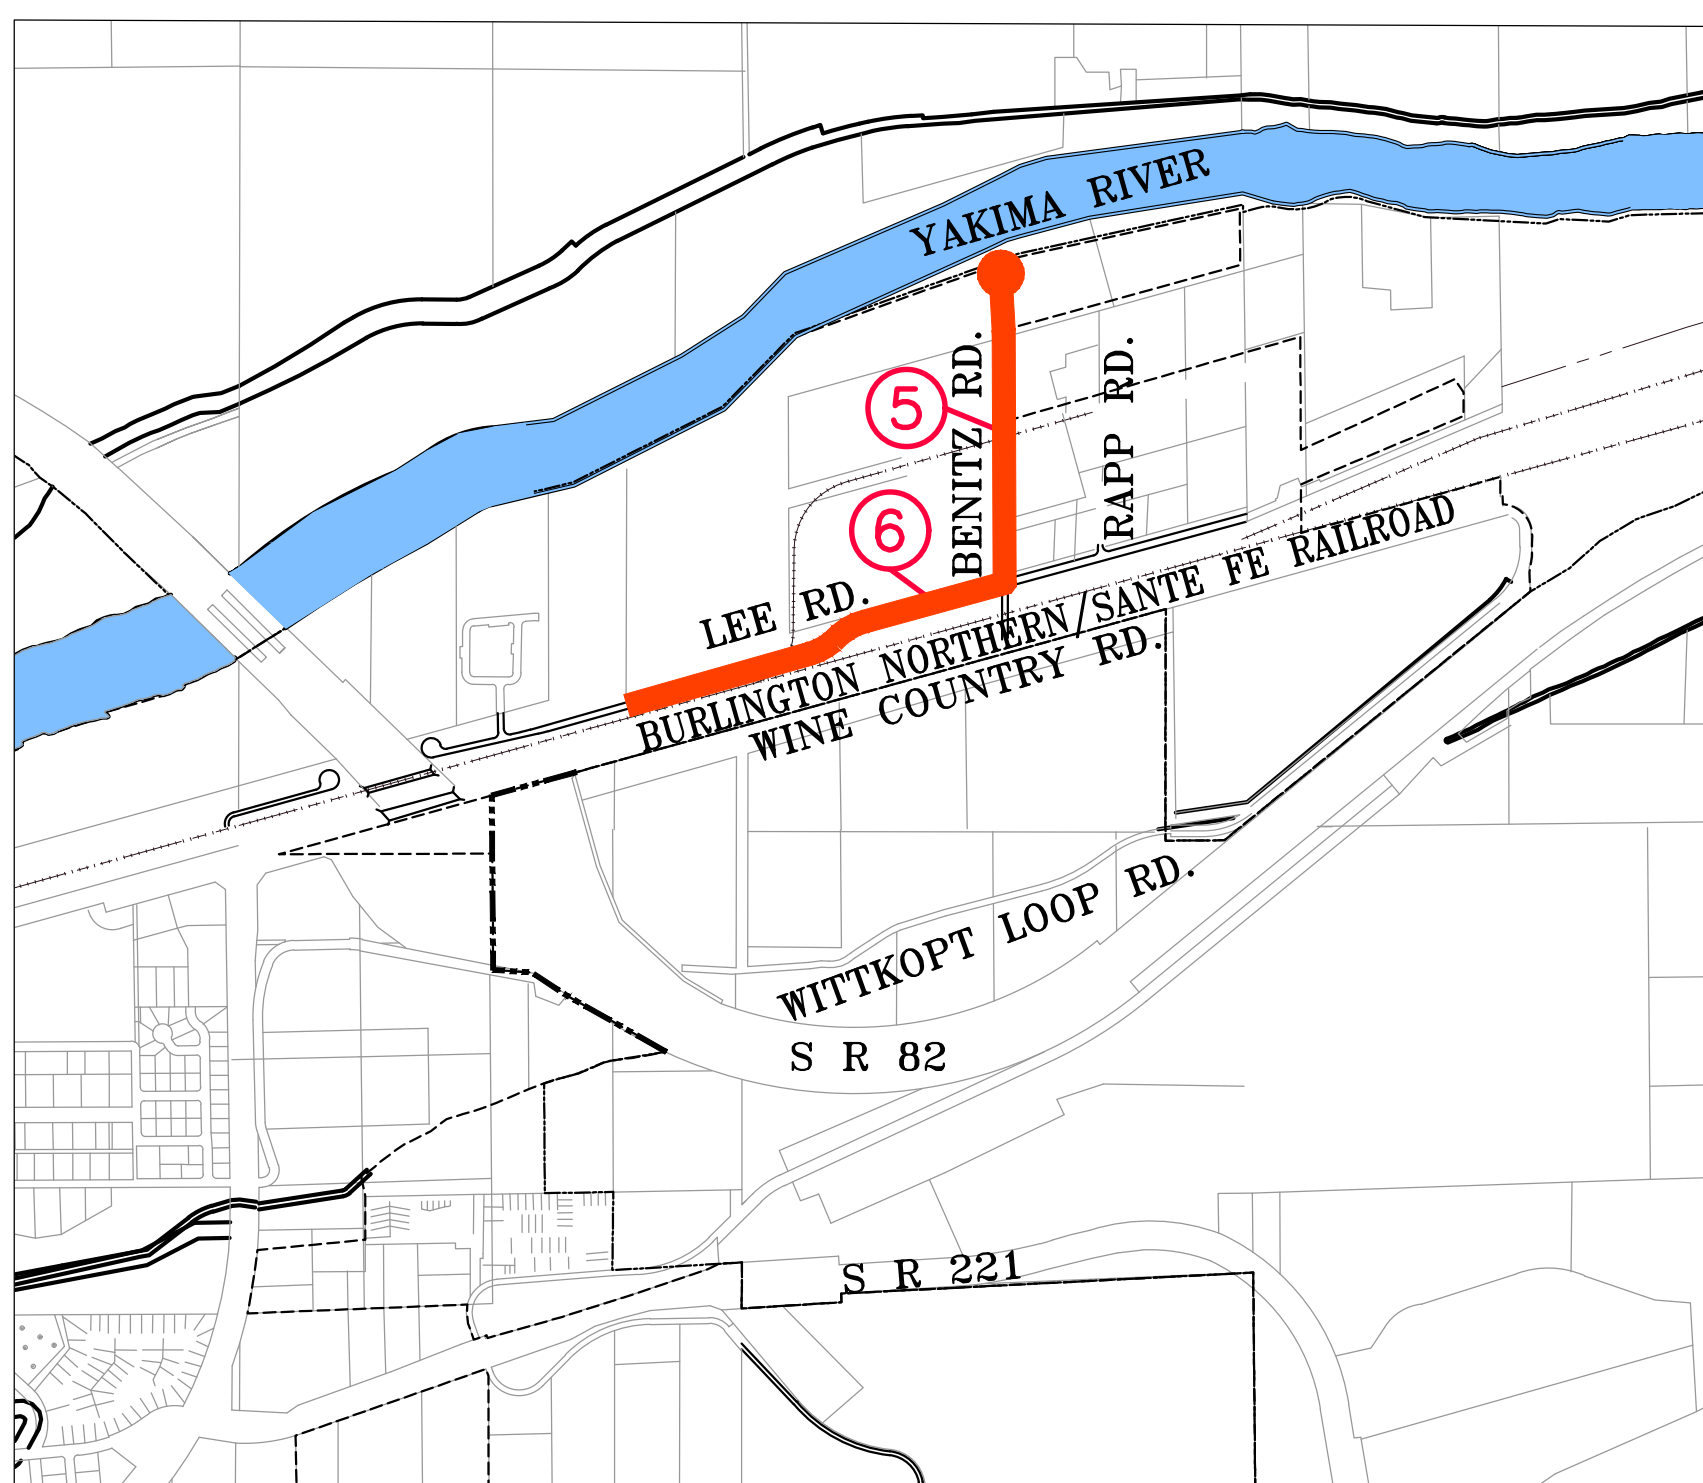 YAKIMA RIVER
BENITZ RD.
RAPP RD.
5
6
LEE RD.
BURLINGTON NORTHERN/SANTE FE RAILROAD
WINE COUNTRY RD.
WITTKOPT LOOP RD.
S R 82
S R 221